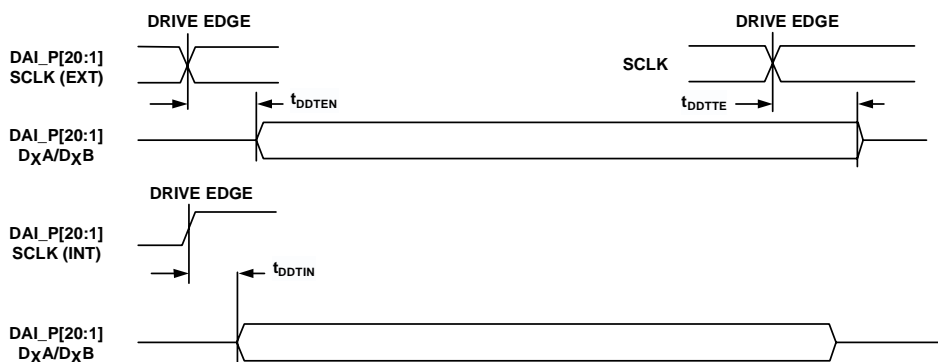 DRIVE EDGE
DRIVE EDGE
DAI_P[20:1]
SCLK (EXT)
SCLK
tDDTEN
tDDTTE
DAI_P[20:1]
DXA/DXB
DRIVE EDGE
DAI_P[20:1]
SCLK (INT)
tDDTIN
DAI_P[20:1]
DXA/DXB